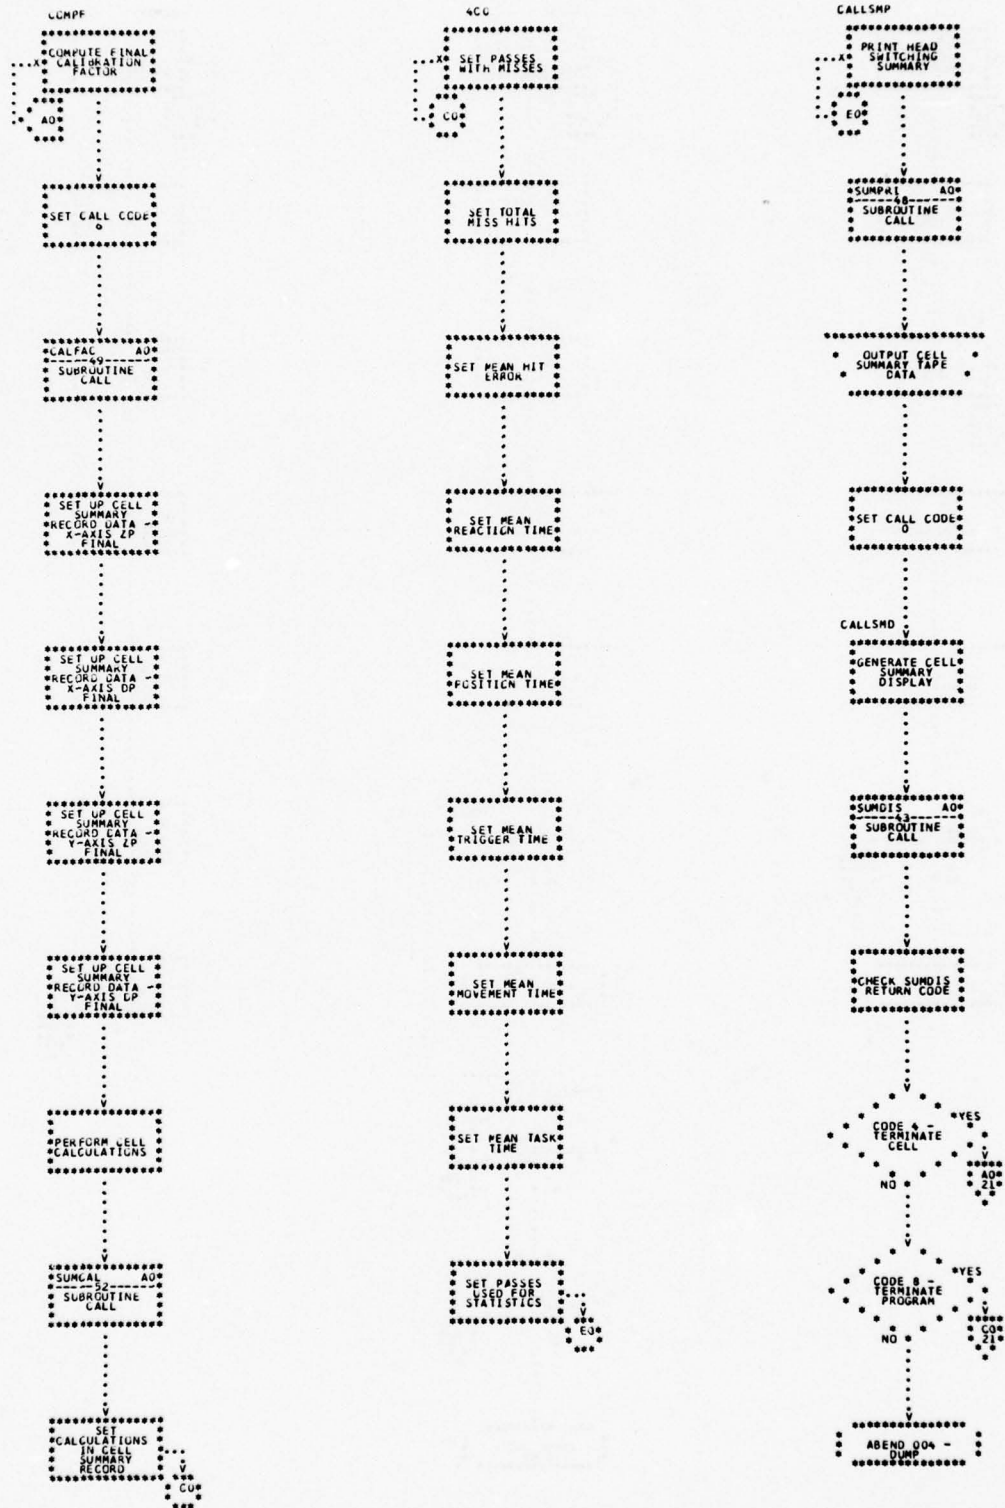 COMPF
COMPUTE FINAL
CALIBRATION
FACTOR
A0
SET CALL CODE
6
CALFAC A0
49
SUBROUTINE
CALL
SET UP CELL
SUMMARY
RECORD DATA -
X-AXIS ZP
FINAL
SET UP CELL
SUMMARY
RECORD DATA -
X-AXIS DP
FINAL
SET UP CELL
SUMMARY
RECORD DATA -
Y-AXIS ZP
FINAL
SET UP CELL
SUMMARY
RECORD DATA -
Y-AXIS DP
FINAL
PERFORM CELL
CALCULATIONS
SUMCAL A0
52
SUBROUTINE
CALL
SET
CALCULATIONS
IN CELL
SUMMARY
RECORD
C0
4C0
SET PASSES
WITH MISSES
C0
SET TOTAL
MISS HITS
SET MEAN HIT
ERROR
SET MEAN
REACTION TIME
SET MEAN
POSITION TIME
SET MEAN
TRIGGER TIME
SET MEAN
MOVEMENT TIME
SET MEAN TASK
TIME
SET PASSES
USED FOR
STATISTICS
E0
CALLSMP
PRINT HEAD
SWITCHING
SUMMARY
E0
SUMPRI A0
48
SUBROUTINE
CALL
OUTPUT CELL
SUMMARY TAPE
DATA
SET CALL CODE
0
CALLSMD
GENERATE CELL
SUMMARY
DISPLAY
SUMDIS A0
43
SUBROUTINE
CALL
CHECK SUMDIS
RETURN CODE
CODE 4 -
TERMINATE
CELL
YES
A0
21
NO
CODE 8 -
TERMINATE
PROGRAM
YES
C0
21
NO
ABEND 004 -
DUMP